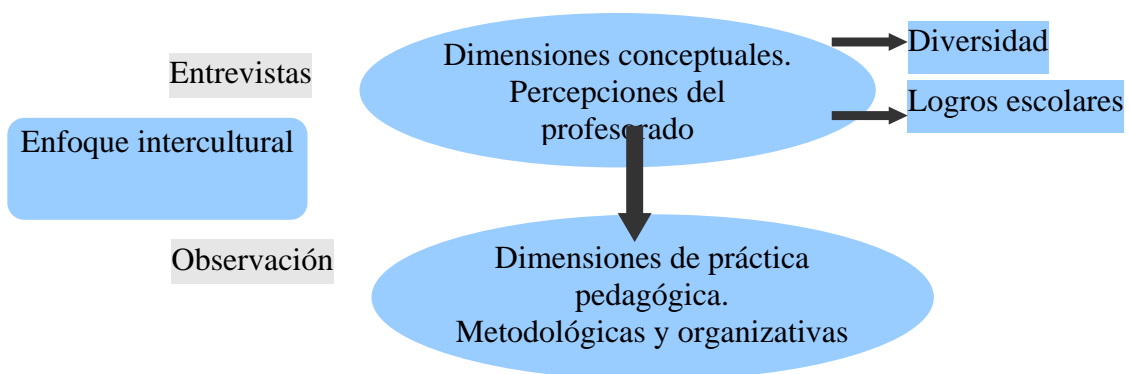 Entrevistas
Enfoque intercultural
Observación
Dimensiones conceptuales.
Percepciones del
profesorado
Diversidad
Logros escolares
Dimensiones de práctica
pedagógica.
Metodológicas y organizativas